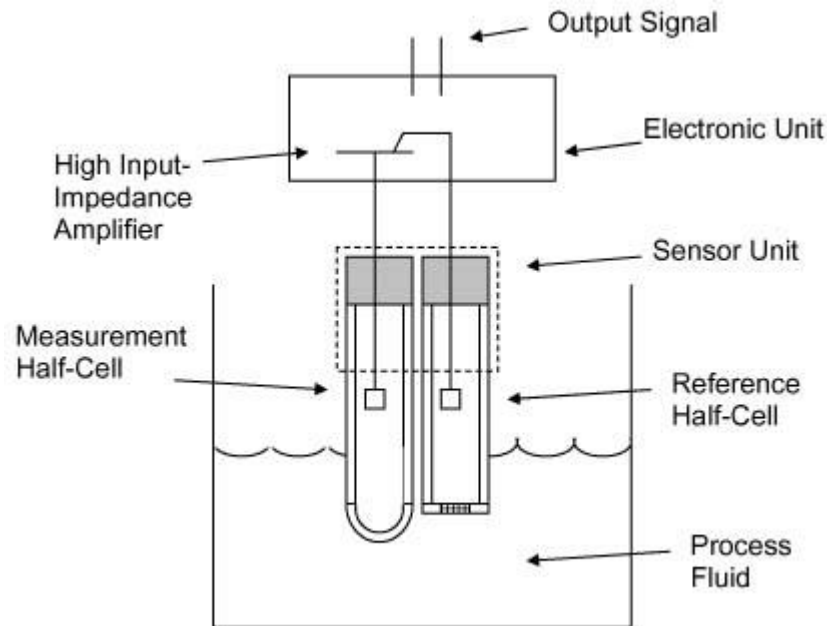 Output Signal
High Input-
Impedance
Amplifier
Electronic Unit
Sensor Unit
Measurement
Half-Cell
Reference
Half-Cell
Process
Fluid